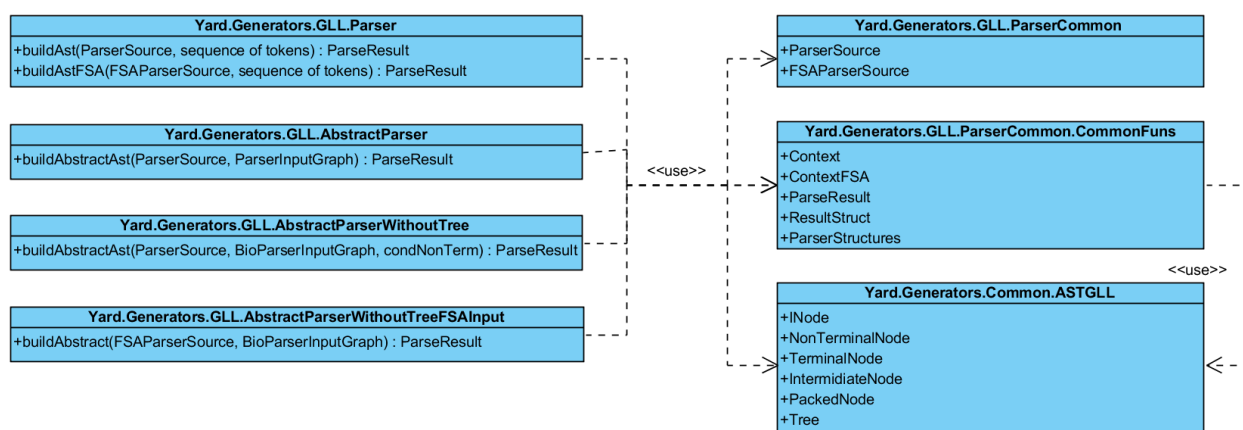 Yard.Generators.GLL.Parser
+buildAst(ParserSource, sequence of tokens) : ParseResult
+buildAstFSA(FSAParserSource, sequence of tokens) : ParseResult
Yard.Generators.GLL.AbstractParser
+buildAbstractAst(ParserSource, ParserInputGraph) : ParseResult
Yard.Generators.GLL.AbstractParserWithoutTree
+buildAbstractAst(ParserSource, BioParserInputGraph, condNonTerm) : ParseResult
Yard.Generators.GLL.AbstractParserWithoutTreeFSAInput
+buildAbstract(FSAParserSource, BioParserInputGraph) : ParseResult
<<use>>
Yard.Generators.GLL.ParserCommon
+ParserSource
+FSAParserSource
Yard.Generators.GLL.ParserCommon.CommonFuns
+Context
+ContextFSA
+ParseResult
+ResultStruct
+ParserStructures
<<use>>
Yard.Generators.Common.ASTGLL
+INode
+NonTerminalNode
+TerminalNode
+IntermidiateNode
+PackedNode
+Tree